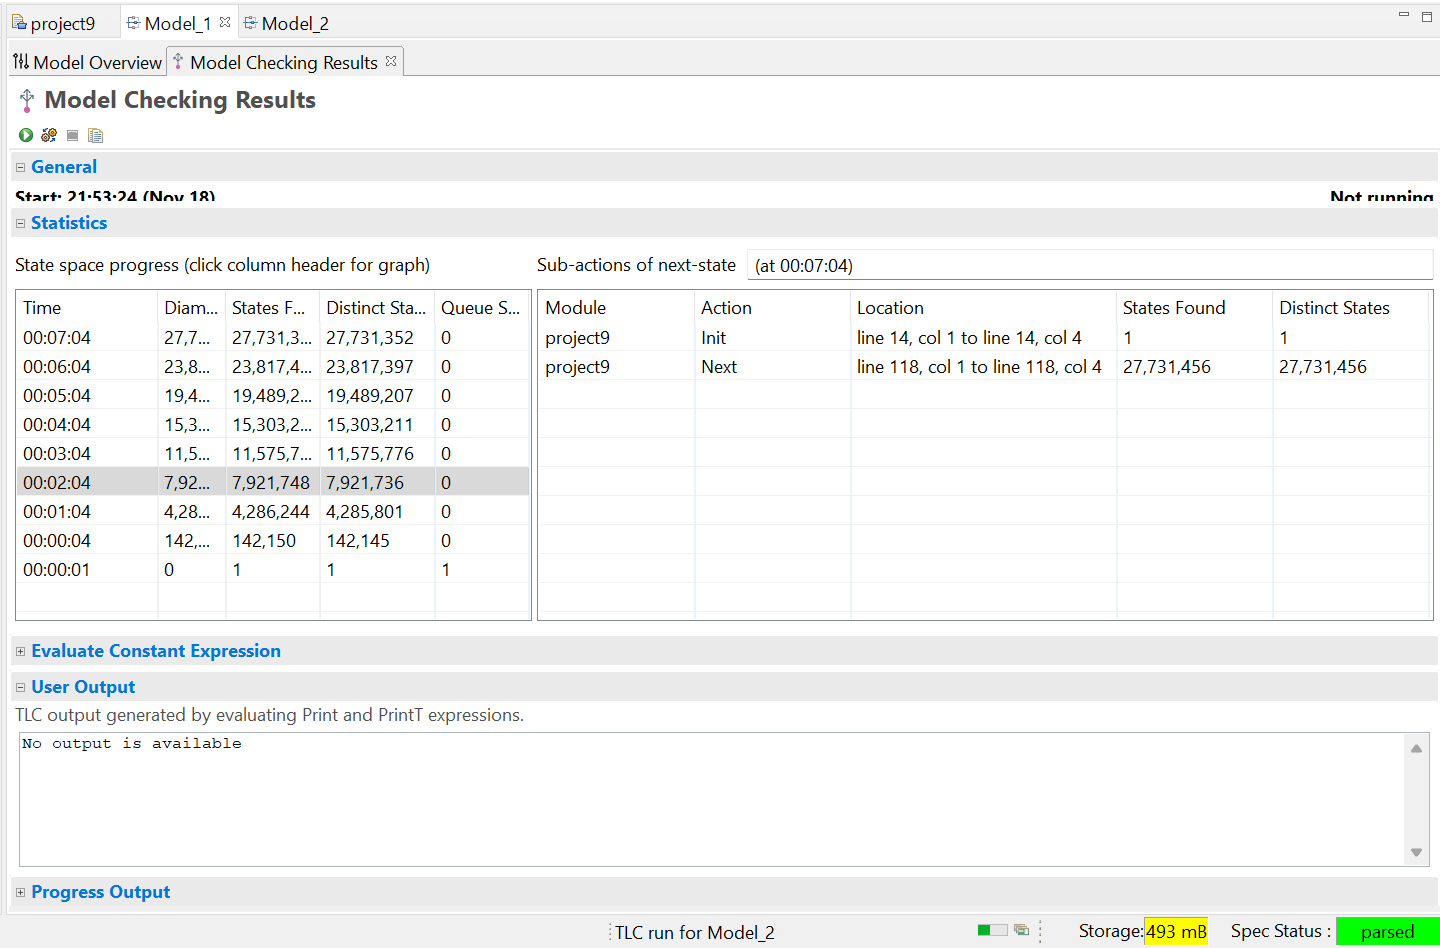 project9 Model_1 Model_2
Model Overview Model Checking Results
Model Checking Results
General
Start: 21:53:24 (Nov 18) Not running
Statistics
State space progress (click column header for graph) Sub-actions of next-state (at 00:07:04)
Time Diam... States F... Distinct Sta... Queue S... Module Action Location States Found Distinct States
00:07:04 27,7... 27,731,3... 27,731,352 0 project9 Init line 14, col 1 to line 14, col 4 1 1
00:06:04 23,8... 23,817,4... 23,817,397 0 project9 Next line 118, col 1 to line 118, col 4 27,731,456 27,731,456
00:05:04 19,4... 19,489,2... 19,489,207 0
00:04:04 15,3... 15,303,2... 15,303,211 0
00:03:04 11,5... 11,575,7... 11,575,776 0
00:02:04 7,92... 7,921,748 7,921,736 0
00:01:04 4,28... 4,286,244 4,285,801 0
00:00:04 142,... 142,150 142,145 0
00:00:01 0 1 1 1
Evaluate Constant Expression
User Output
TLC output generated by evaluating Print and PrintT expressions.
No output is available
Progress Output
TLC run for Model_2 Storage: 493 mB Spec Status : parsed